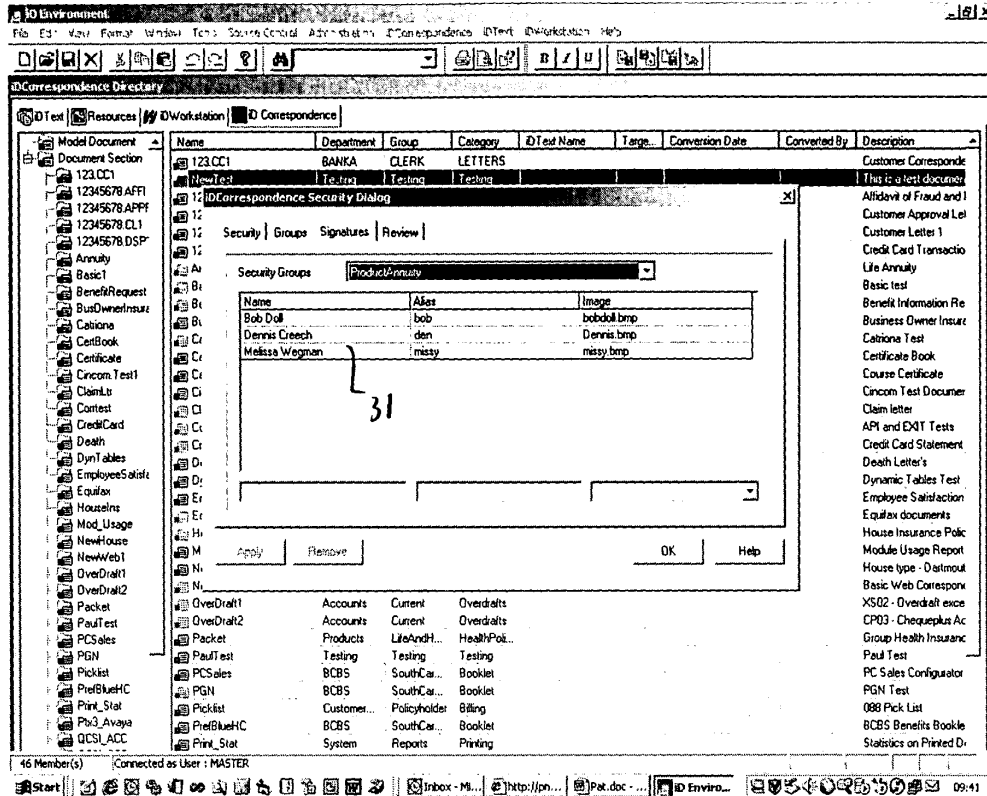 iD Environment
File Edit View Format Window Tools Source Control Administration iDCorrespondence iDText iDWorkstation Help
B I U
iDCorrespondence Directory
iDText Resources iDWorkstation iD Correspondence
Model Document
Document Section
123.CC1
12345678.AFFI
12345678.APPF
12345678.CL1
12345678.DSP
Annuity
Basic1
BenefitRequest
BusOwnerInsura
Catriona
CertBook
Certificate
Cincom.Test1
ClaimLtr
Contest
CreditCard
Death
DynTables
EmployeeSatisfa
Equifax
HouseIns
Mod_Usage
NewHouse
NewWeb1
OverDraft1
OverDraft2
Packet
PaulTest
PCSales
PGN
Picklist
PrefBlueHC
Print_Stat
Ptx3_Avaya
QCSI_ACC
Name Department Group Category iDText Name Targe... Conversion Date Converted By Description
123.CC1 BANKA CLERK LETTERS Customer Corresponde
NewTest Testing Testing Testing This is a test documen
Affidavit of Fraud and I
Customer Approval Let
Customer Letter 1
Credit Card Transactio
Life Annuity
Basic test
Benefit Information Re
Business Owner Insura
Catriona Test
Certificate Book
Course Certificate
Cincom Test Documer
Claim letter
API and EXIT Tests
Credit Card Statement
Death Letter's
Dynamic Tables Test
Employee Satisfaction
Equifax documents
House Insurance Polic
Module Usage Report
House type - Dartmout
Basic Web Correspon
iDCorrespondence Security Dialog
Security Groups Signatures Review
Security Groups ProductAnnuity
Name Alias Image
Bob Doll bob bobdoll.bmp
Dennis Creech den Dennis.bmp
Melissa Wegman missy missy.bmp
31
Apply Remove OK Help
OverDraft1 Accounts Current Overdrafts XS02 - Overdraft exce
OverDraft2 Accounts Current Overdrafts CP03 - Chequeplus Ac
Packet Products LifeAndH... HealthPoli... Group Health Insuranc
PaulTest Testing Testing Testing Paul Test
PCSales BCBS SouthCar... Booklet PC Sales Configurator
PGN BCBS SouthCar... Booklet PGN Test
Picklist Customer... Policyholder Billing 088 Pick List
PrefBlueHC BCBS SouthCar... Booklet BCBS Benefits Bookle
Print_Stat System Reports Printing Statistics on Printed Dr
46 Member(s) Connected as User : MASTER
Start Inbox - Mi... http://pn... Pat.doc - ... iD Enviro... 09:41